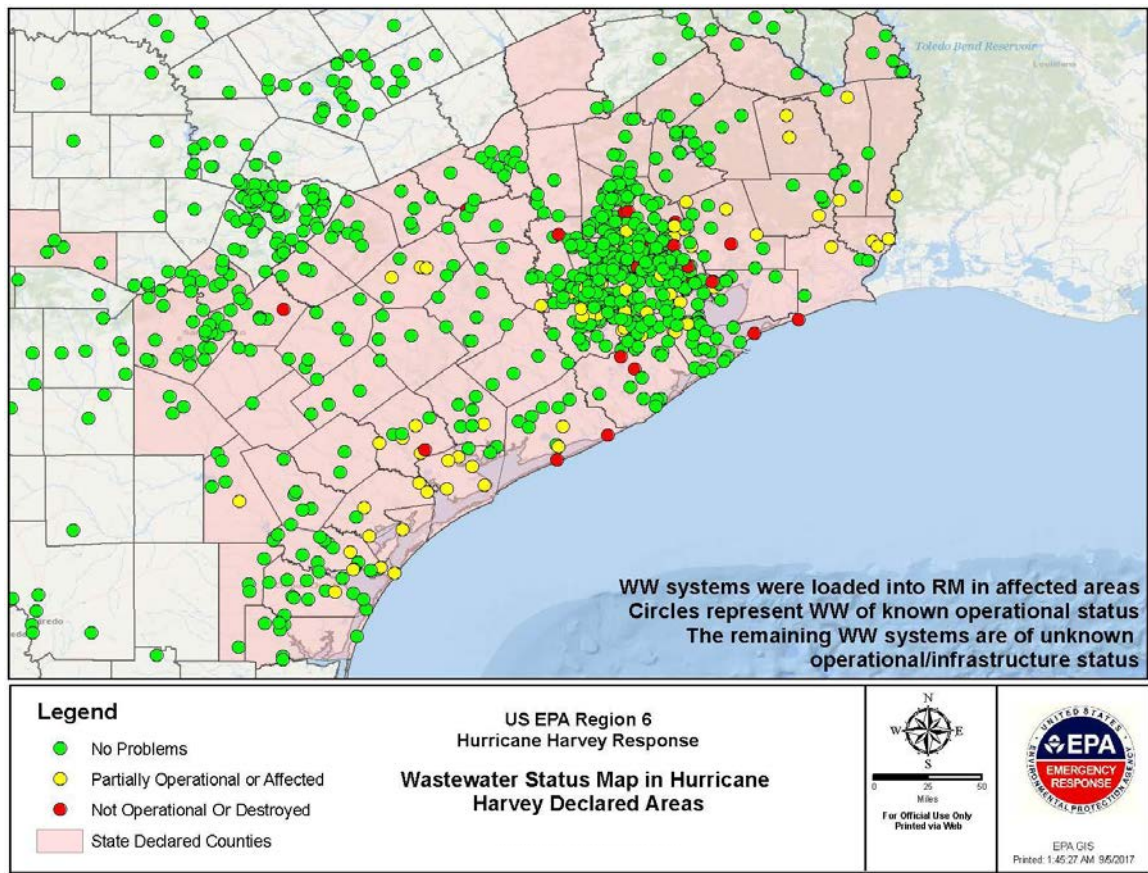 Toledo Bend Reservoir
Louisiana
WW systems were loaded into RM in affected areas
Circles represent WW of known operational status
The remaining WW systems are of unknown
operational/infrastructure status
Legend
No Problems
Partially Operational or Affected
Not Operational Or Destroyed
State Declared Counties
US EPA Region 6
Hurricane Harvey Response
Wastewater Status Map in Hurricane
Harvey Declared Areas
N
W E
S
0 25 50
Miles
For Official Use Only
Printed via Web
UNITED STATES
EPA
EMERGENCY
RESPONSE
ENVIRONMENTAL PROTECTION AGENCY
EPA GIS
Printed: 1:45:27 AM 9/5/2017